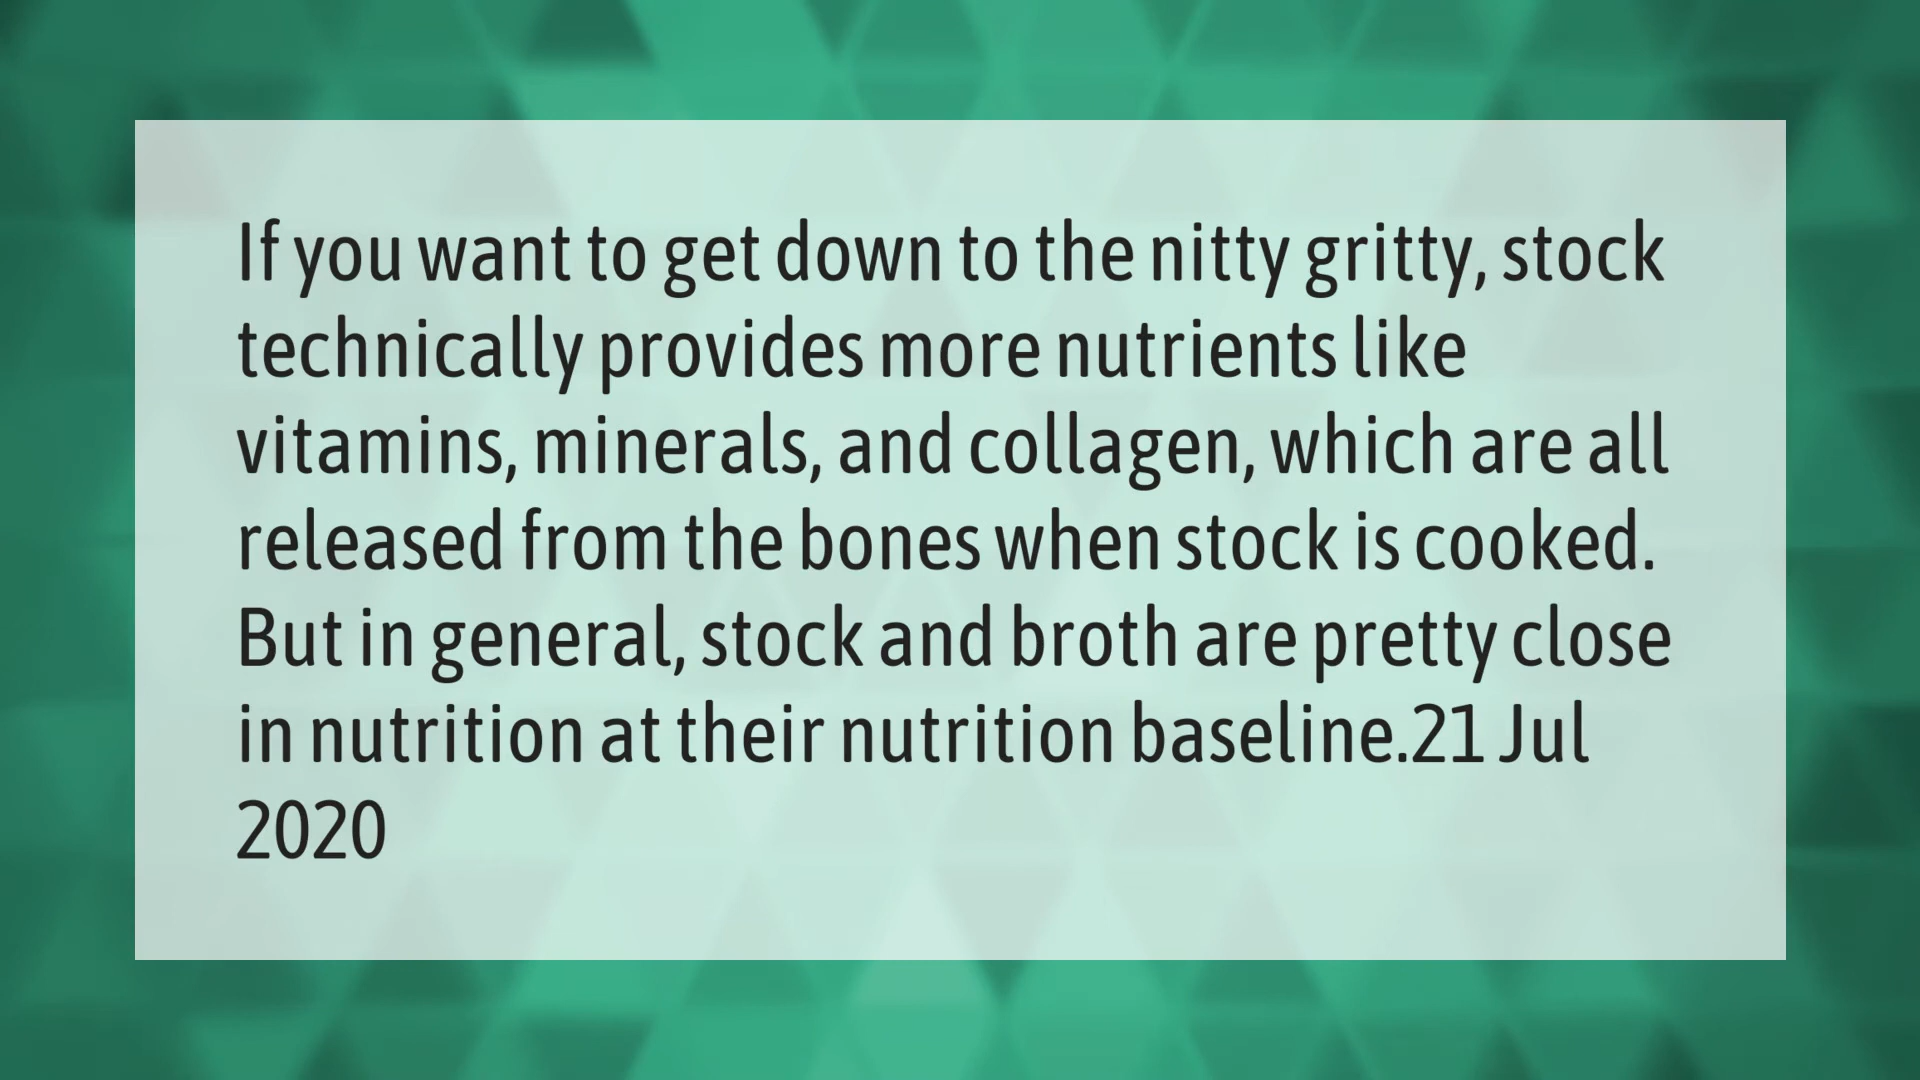 If you want to get down to the nitty gritty, stock
technically provides more nutrients like
vitamins, minerals, and collagen, which are all
released from the bones when stock is cooked.
But in general, stock and broth are pretty close
in nutrition at their nutrition baseline.21 Jul
2020